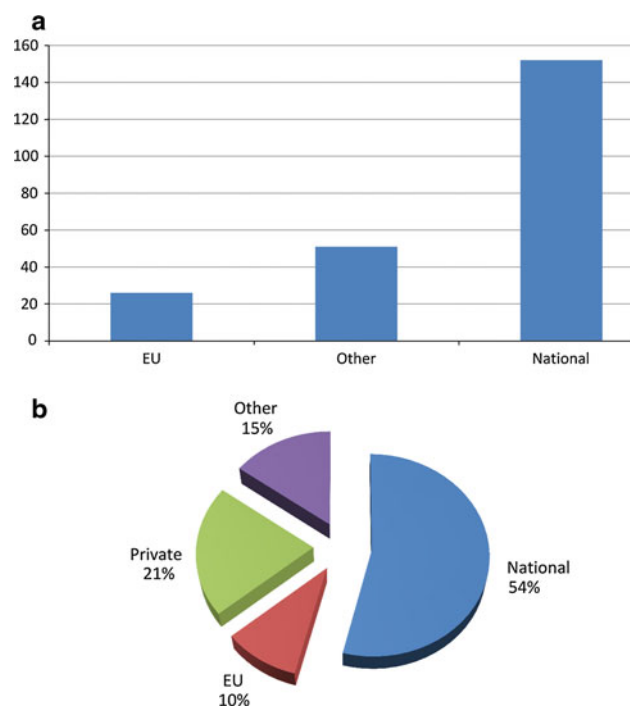 a
160
140
120
100
80
60
40
20
0
EU Other National
b
Other
15%
Private
21%
National
54%
EU
10%